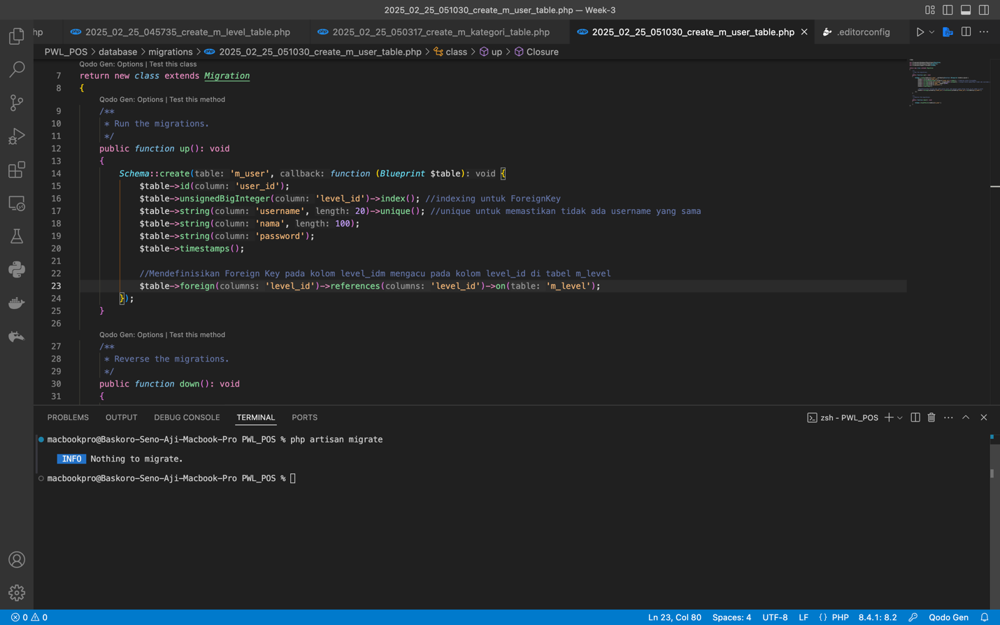 2025_02_25_051030_create_m_user_table.php — Week-3
hp
2025_02_25_045735_create_m_level_table.php
2025_02_25_050317_create_m_kategori_table.php
2025_02_25_051030_create_m_user_table.php
.editorconfig
PWL_POS > database > migrations > 2025_02_25_051030_create_m_user_table.php > class > up > Closure
Qodo Gen: Options | Test this class
7 return new class extends Migration
8 {
Qodo Gen: Options | Test this method
9 /**
10 * Run the migrations.
11 */
12 public function up(): void
13 {
14 Schema::create(table: 'm_user', callback: function (Blueprint $table): void {
15 $table->id(column: 'user_id');
16 $table->unsignedBigInteger(column: 'level_id')->index(); //indexing untuk ForeignKey
17 $table->string(column: 'username', length: 20)->unique(); //unique untuk memastikan tidak ada username yang sama
18 $table->string(column: 'nama', length: 100);
19 $table->string(column: 'password');
20 $table->timestamps();
21
22 //Mendefinisikan Foreign Key pada kolom level_idm mengacu pada kolom level_id di tabel m_level
23 $table->foreign(columns: 'level_id')->references(columns: 'level_id')->on(table: 'm_level');
24 });
25 }
26
Qodo Gen: Options | Test this method
27 /**
28 * Reverse the migrations.
29 */
30 public function down(): void
31 {
PROBLEMS OUTPUT DEBUG CONSOLE TERMINAL PORTS
zsh - PWL_POS
macbookpro@Baskoro-Seno-Aji-Macbook-Pro PWL_POS % php artisan migrate
INFO Nothing to migrate.
macbookpro@Baskoro-Seno-Aji-Macbook-Pro PWL_POS %
0 0
Ln 23, Col 80 Spaces: 4 UTF-8 LF {} PHP 8.4.1: 8.2 Qodo Gen